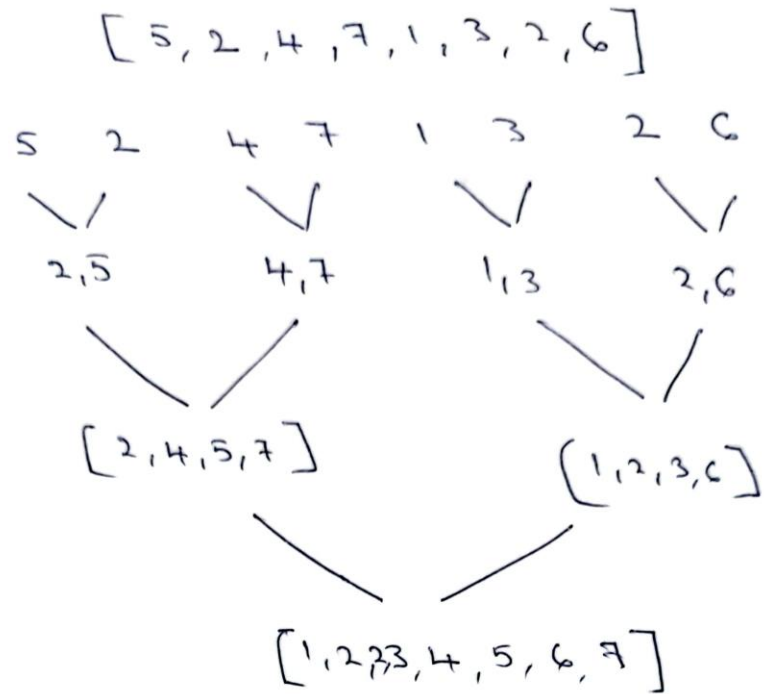 [5, 2, 4, 7, 1, 3, 2, 6]
5 2 4 7 1 3 2 6
2,5 4,7 1,3 2,6
[2,4,5,7] (1,2,3,6]
[1,2,2,3,4,5,6,7]